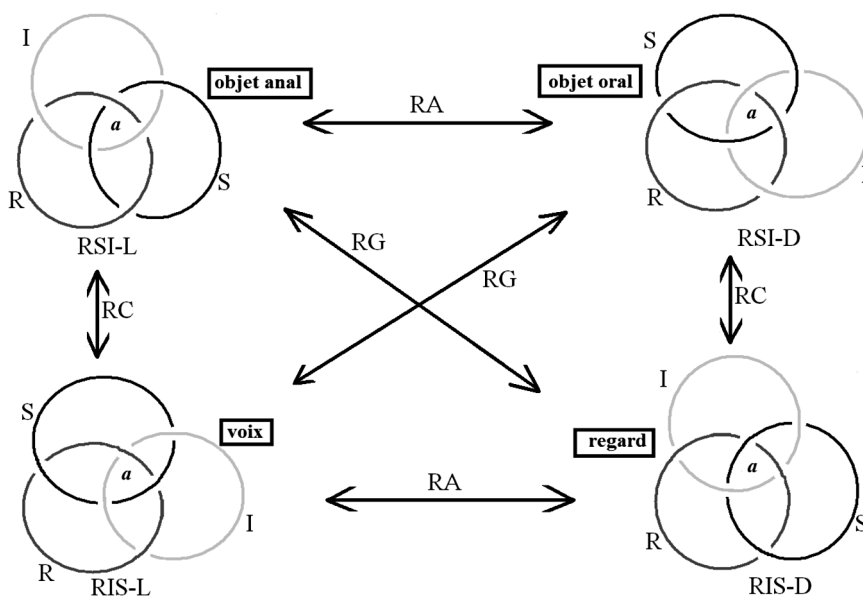 I
objet anal
a
R
S
RSI-L
RA
S
objet oral
a
R
RSI-D
RG
RG
RC
RC
S
voix
a
R
I
RIS-L
RA
I
regard
a
R
S
RIS-D